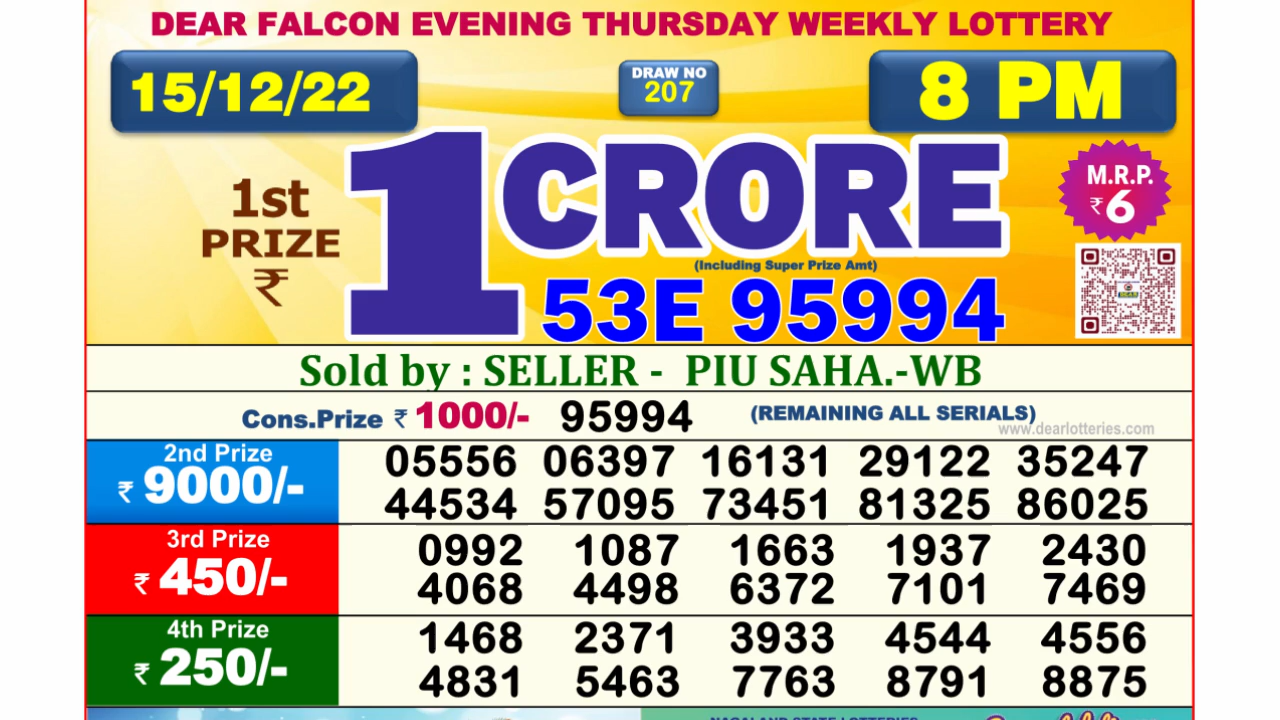 DEAR FALCON EVENING THURSDAY WEEKLY LOTTERY
15/12/22
DRAW NO
207
8 PM
1st
PRIZE
₹
1 CRORE
(Including Super Prize Amt)
53E 95994
M.R.P.
₹6
Sold by : SELLER - PIU SAHA.-WB
Cons.Prize ₹ 1000/- 95994 (REMAINING ALL SERIALS)
www.dearlotteries.com
2nd Prize
₹ 9000/-
05556 06397 16131 29122 35247
44534 57095 73451 81325 86025
3rd Prize
₹ 450/-
0992 1087 1663 1937 2430
4068 4498 6372 7101 7469
4th Prize
₹ 250/-
1468 2371 3933 4544 4556
4831 5463 7763 8791 8875
NAGALAND STATE LOTTERIES